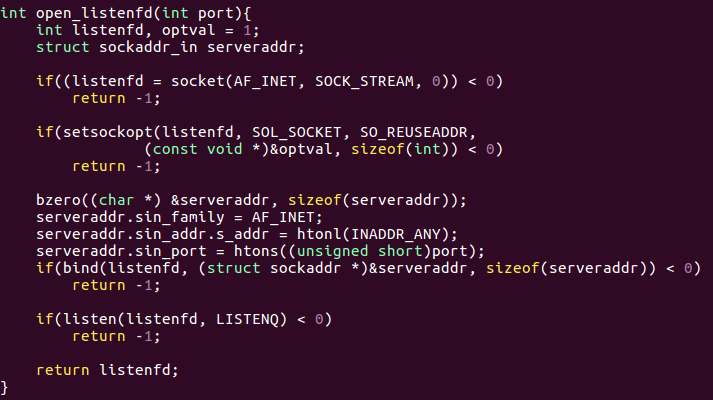 int open_listenfd(int port){
    int listenfd, optval = 1;
    struct sockaddr_in serveraddr;

    if((listenfd = socket(AF_INET, SOCK_STREAM, 0)) < 0)
        return -1;

    if(setsockopt(listenfd, SOL_SOCKET, SO_REUSEADDR,
                (const void *)&optval, sizeof(int)) < 0)
        return -1;

    bzero((char *) &serveraddr, sizeof(serveraddr));
    serveraddr.sin_family = AF_INET;
    serveraddr.sin_addr.s_addr = htonl(INADDR_ANY);
    serveraddr.sin_port = htons((unsigned short)port);
    if(bind(listenfd, (struct sockaddr *)&serveraddr, sizeof(serveraddr)) < 0)
        return -1;

    if(listen(listenfd, LISTENQ) < 0)
        return -1;

    return listenfd;
}